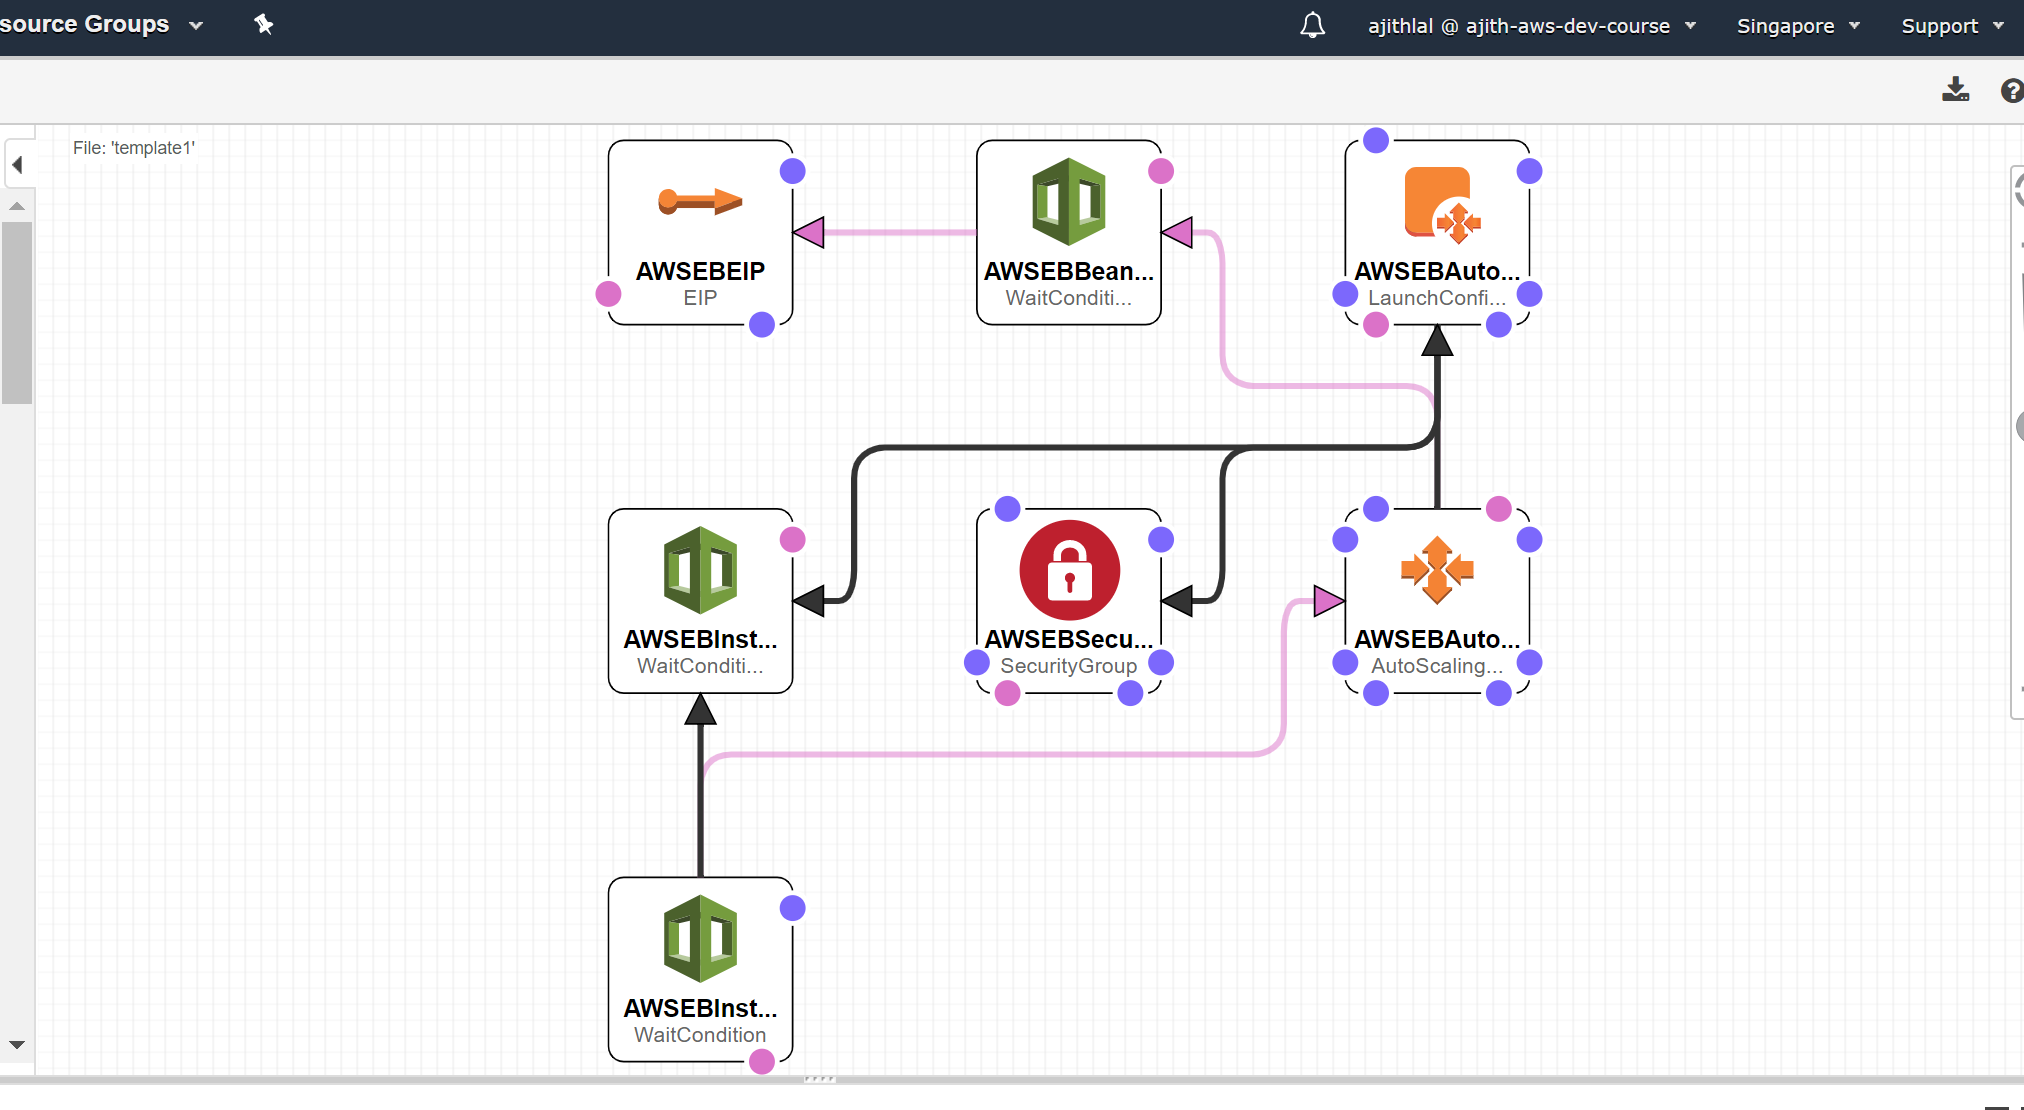 source Groups
ajithlal @ ajith-aws-dev-course
Singapore
Support
File: 'template1'
AWSEBEIP
EIP
AWSEBBean...
WaitConditi...
AWSEBAuto...
LaunchConfi...
AWSEBInst...
WaitConditi...
AWSEBSecu...
SecurityGroup
AWSEBAuto...
AutoScaling...
AWSEBInst...
WaitCondition